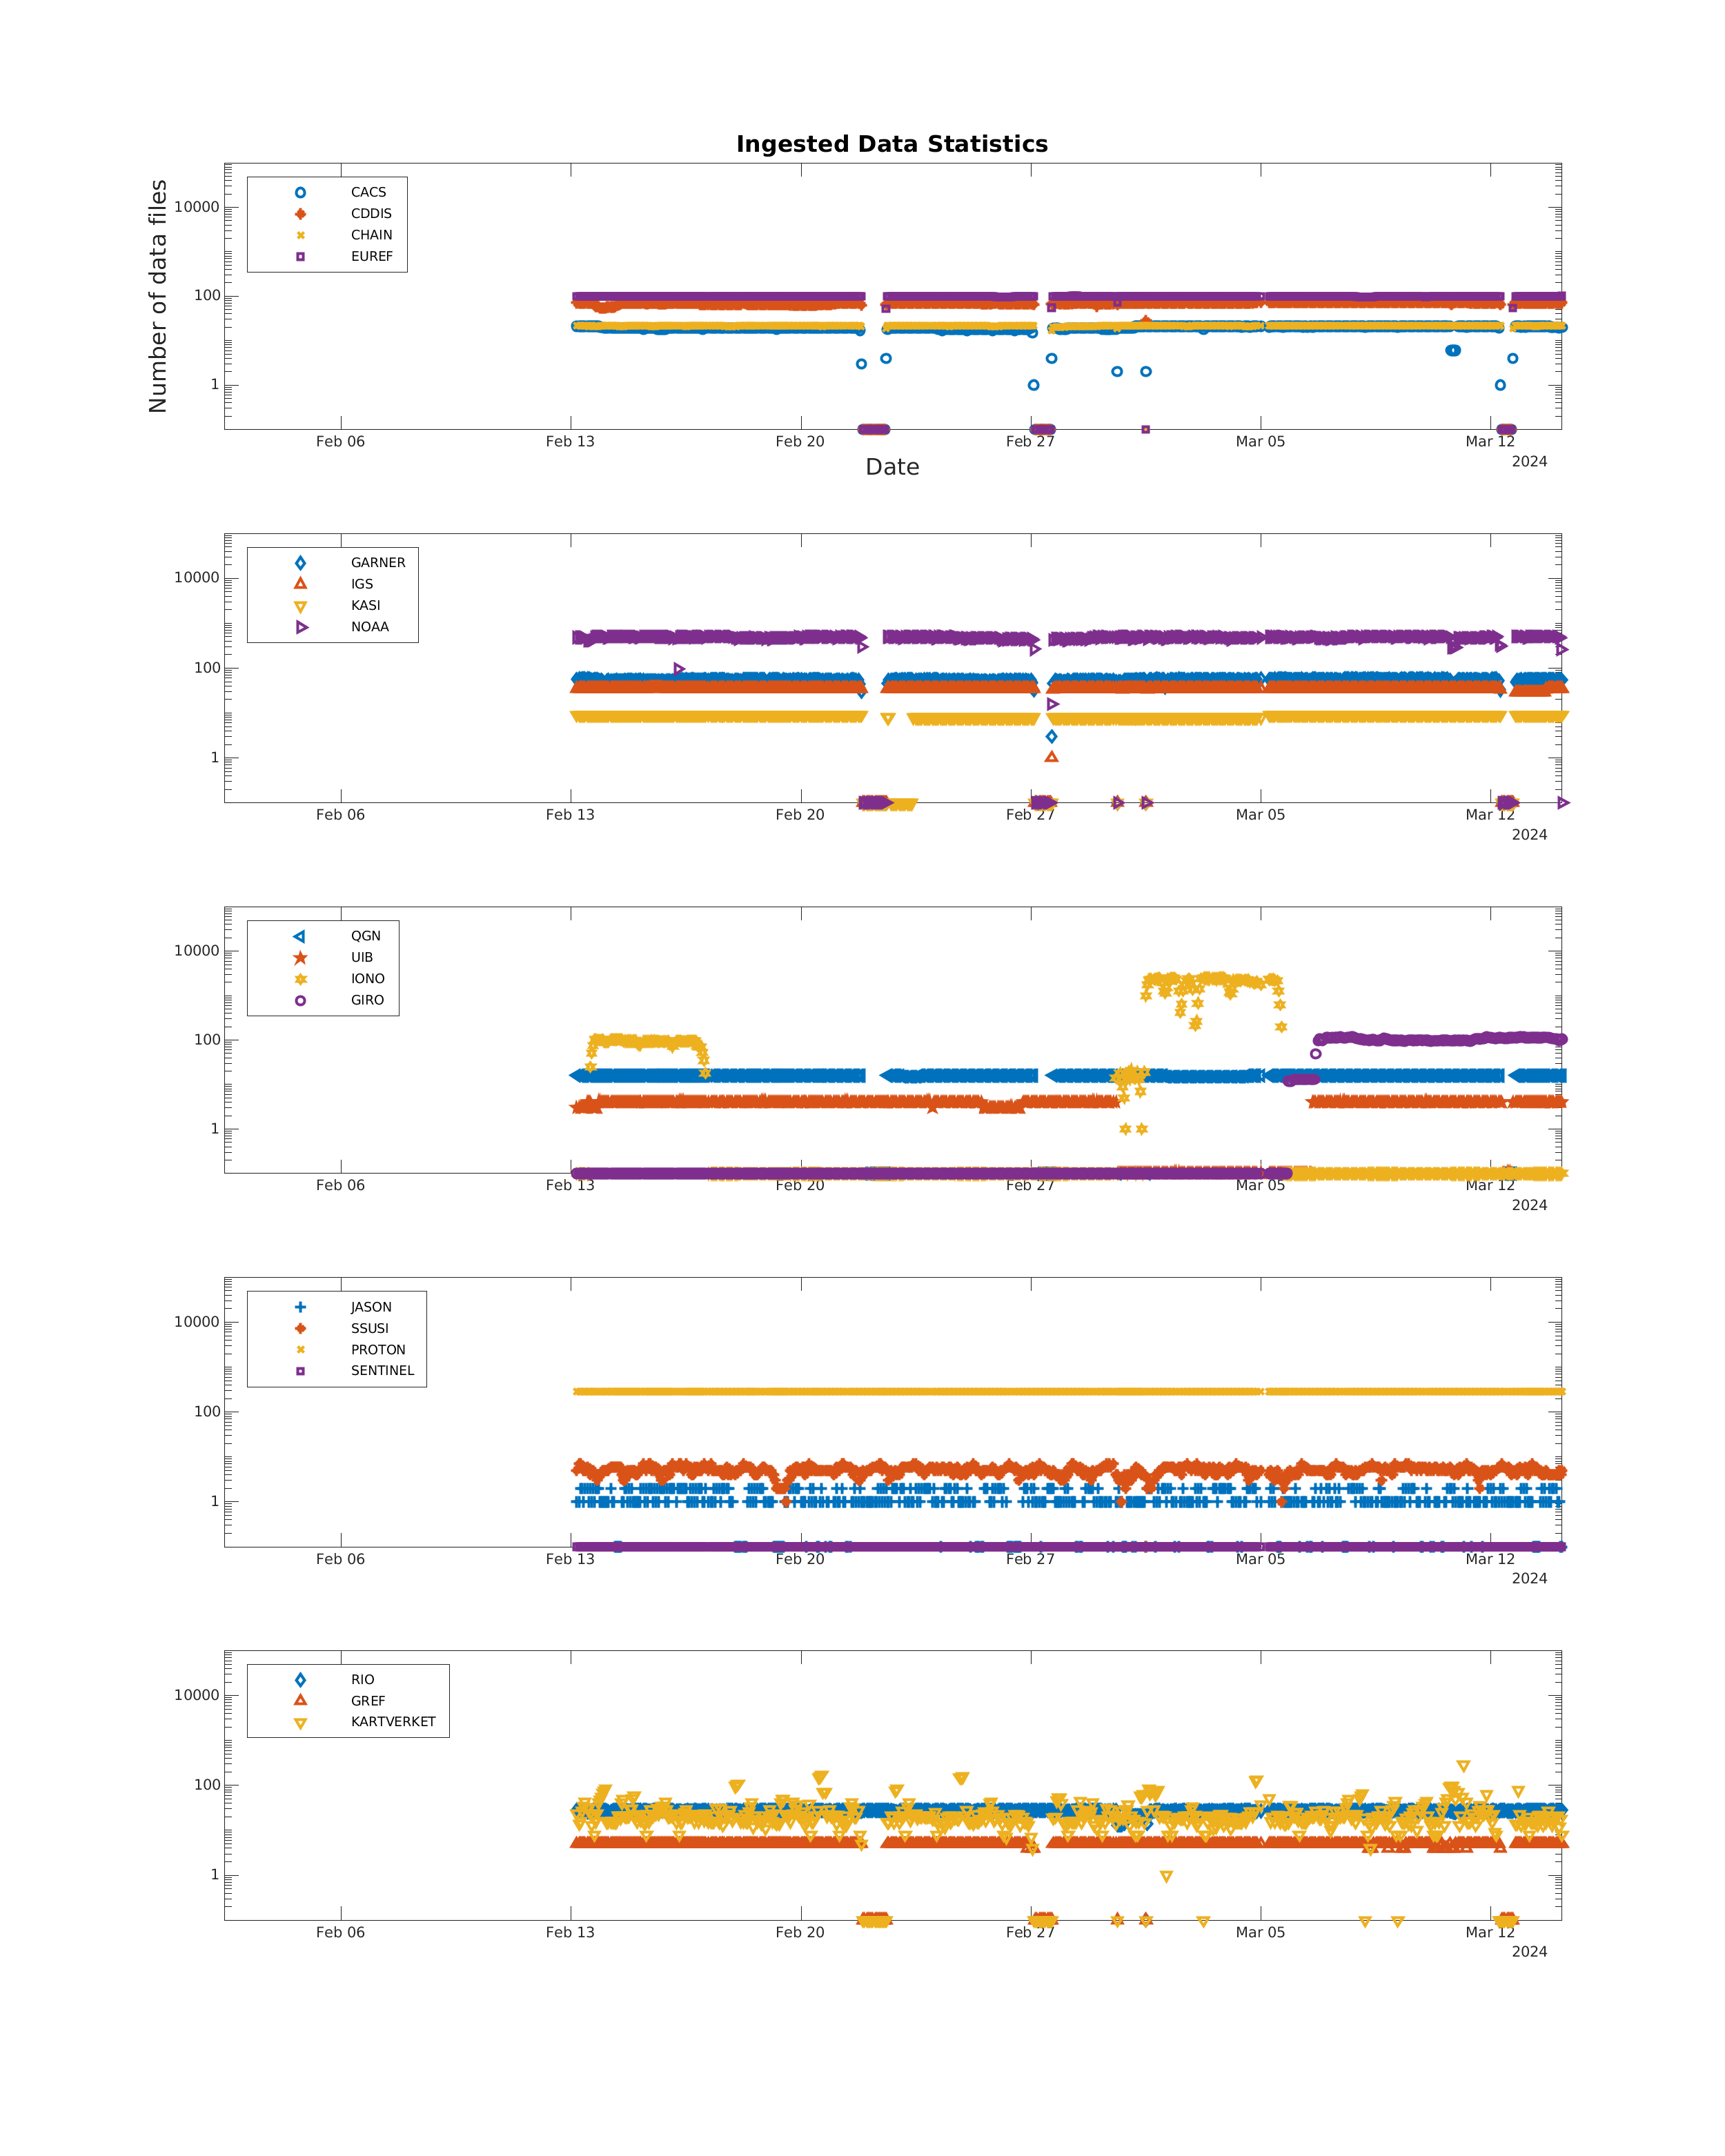 Ingested Data Statistics
Number of data files
10000
100
1
CACS
CDDIS
CHAIN
EUREF
Feb 06 Feb 13 Feb 20 Feb 27 Mar 05 Mar 12
2024
Date
10000
100
1
GARNER
IGS
KASI
NOAA
Feb 06 Feb 13 Feb 20 Feb 27 Mar 05 Mar 12
2024
10000
100
1
QGN
UIB
IONO
GIRO
Feb 06 Feb 13 Feb 20 Feb 27 Mar 05 Mar 12
2024
10000
100
1
JASON
SSUSI
PROTON
SENTINEL
Feb 06 Feb 13 Feb 20 Feb 27 Mar 05 Mar 12
2024
10000
100
1
RIO
GREF
KARTVERKET
Feb 06 Feb 13 Feb 20 Feb 27 Mar 05 Mar 12
2024